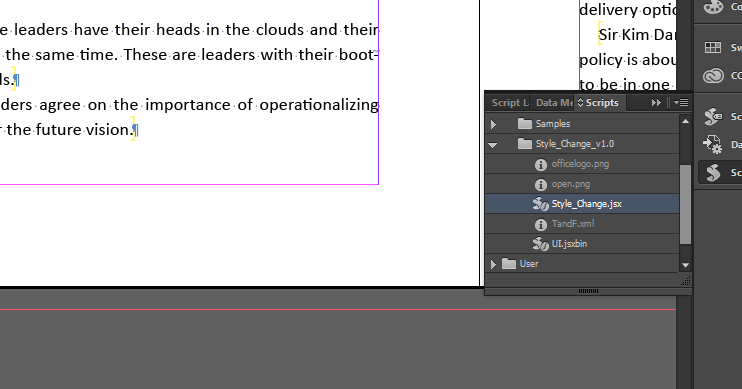 e leaders have their heads in the clouds and their
the same time. These are leaders with their boot-
ds.¶
ders agree on the importance of operationalizing
r the future vision.¶
delivery optio
Sir Kim Dar
policy is abou
to be in one
Script L Data Me Scripts
Samples
Style_Change_v1.0
officelogo.png
open.png
Style_Change.jsx
TandF.xml
UI.jsxbin
User
Co
Sw
CC
Sc
Da
Sc